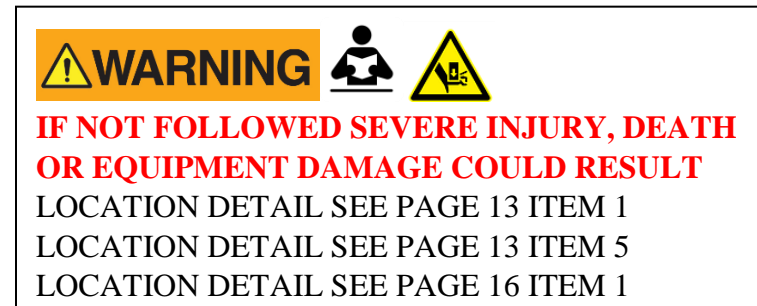 WARNING
IF NOT FOLLOWED SEVERE INJURY, DEATH
OR EQUIPMENT DAMAGE COULD RESULT
LOCATION DETAIL SEE PAGE 13 ITEM 1
LOCATION DETAIL SEE PAGE 13 ITEM 5
LOCATION DETAIL SEE PAGE 16 ITEM 1